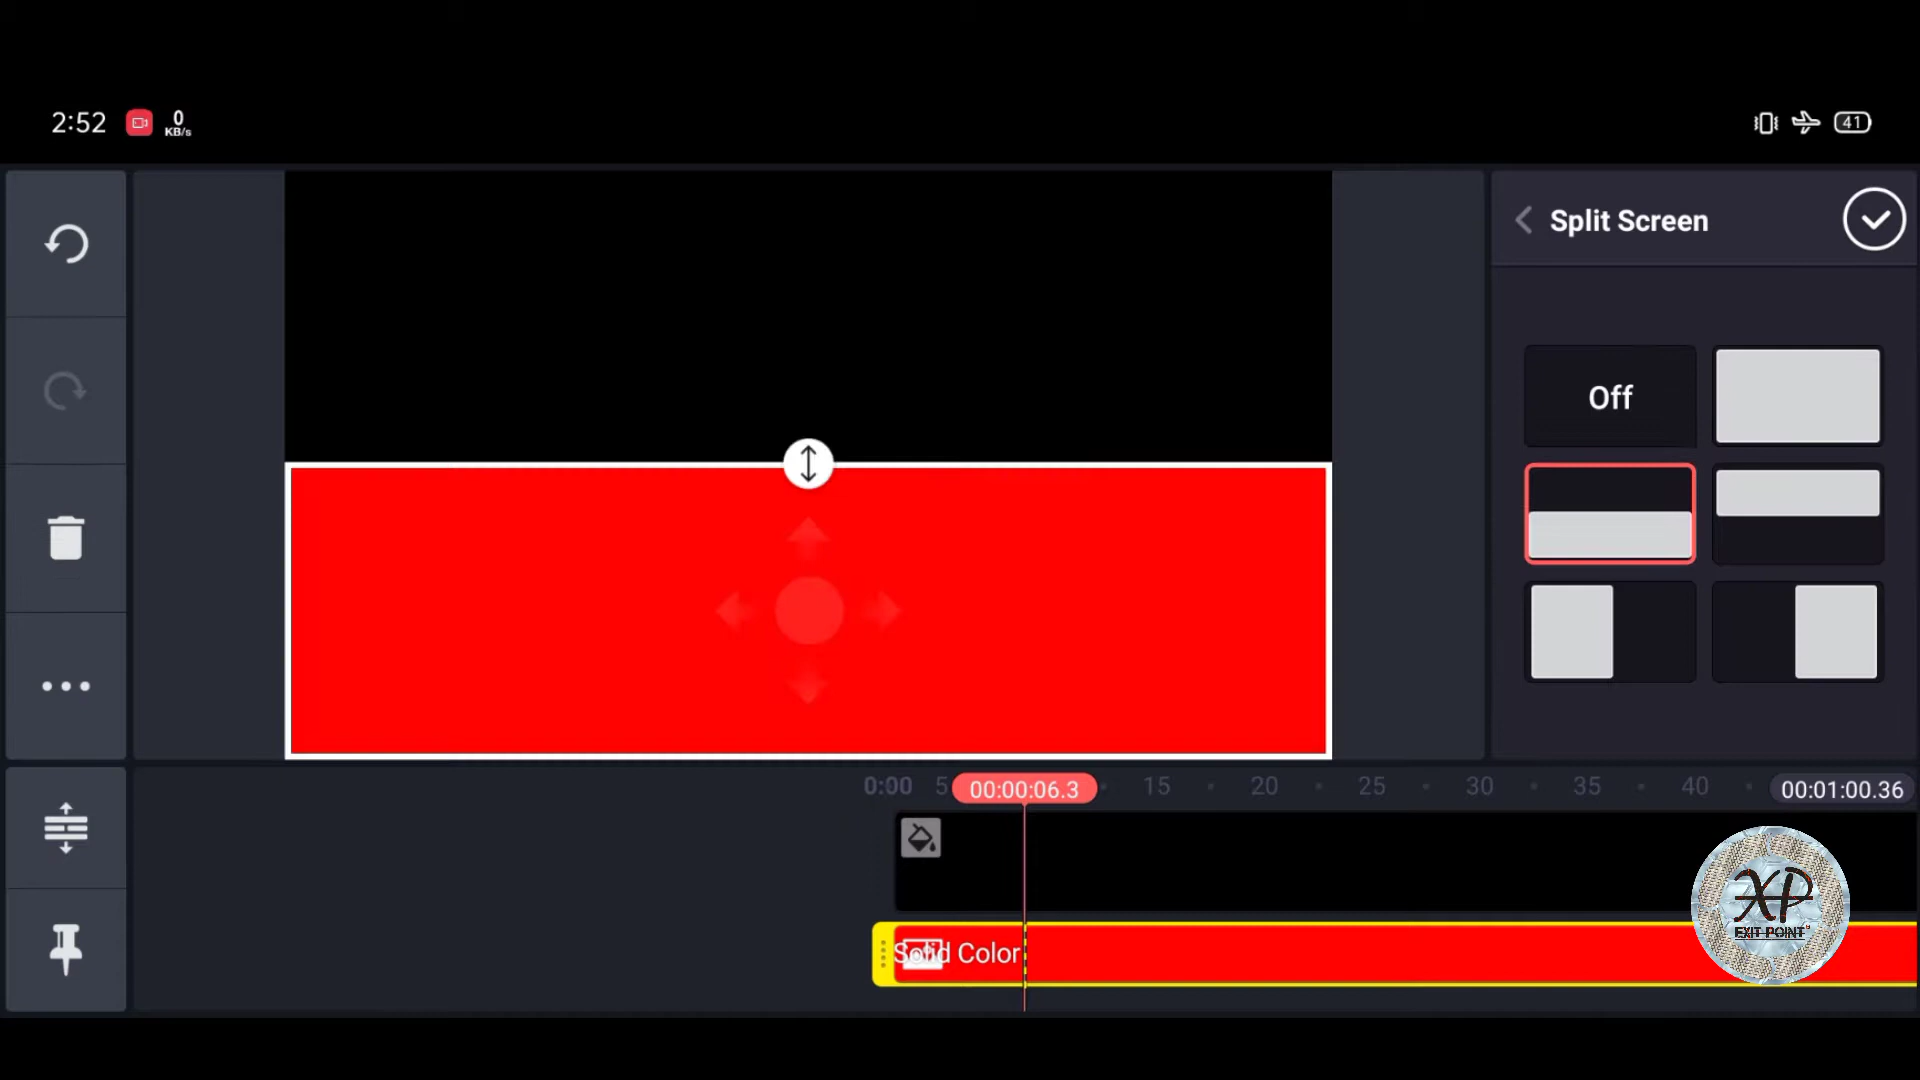 2:52 0 KB/s 41
Split Screen
Off
0:00 5 00:00:06.3 15 20 25 30 35 40 00:01:00.36
Solid Color
XP
EXIT POINT